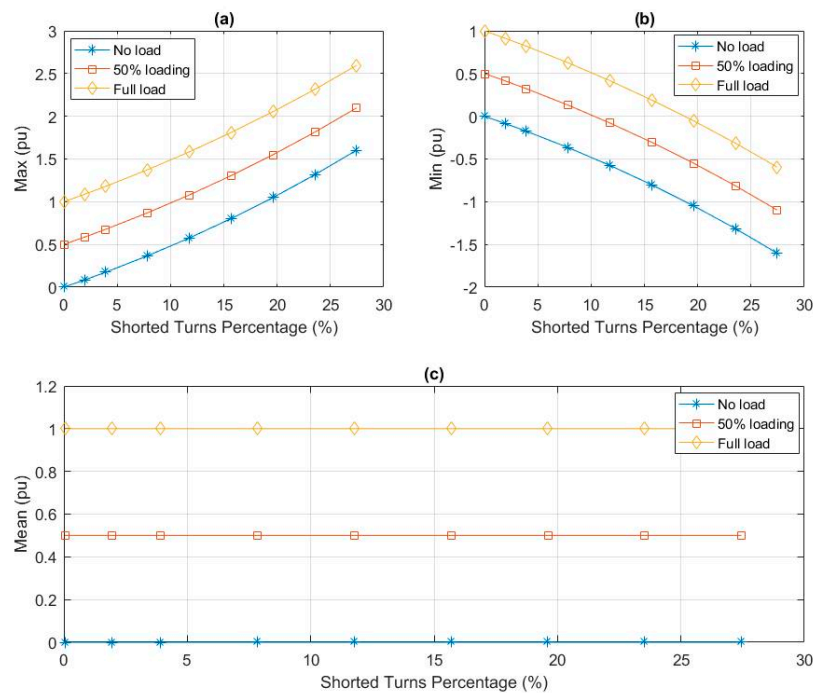 (a)
3
2.5
2
1.5
1
0.5
0
Max (pu)
No load
50% loading
Full load
0 5 10 15 20 25 30
Shorted Turns Percentage (%)
(b)
1
0.5
0
-0.5
-1
-1.5
-2
Min (pu)
No load
50% loading
Full load
0 5 10 15 20 25 30
Shorted Turns Percentage (%)
(c)
1.2
1
0.8
0.6
0.4
0.2
0
Mean (pu)
No load
50% loading
Full load
0 5 10 15 20 25 30
Shorted Turns Percentage (%)